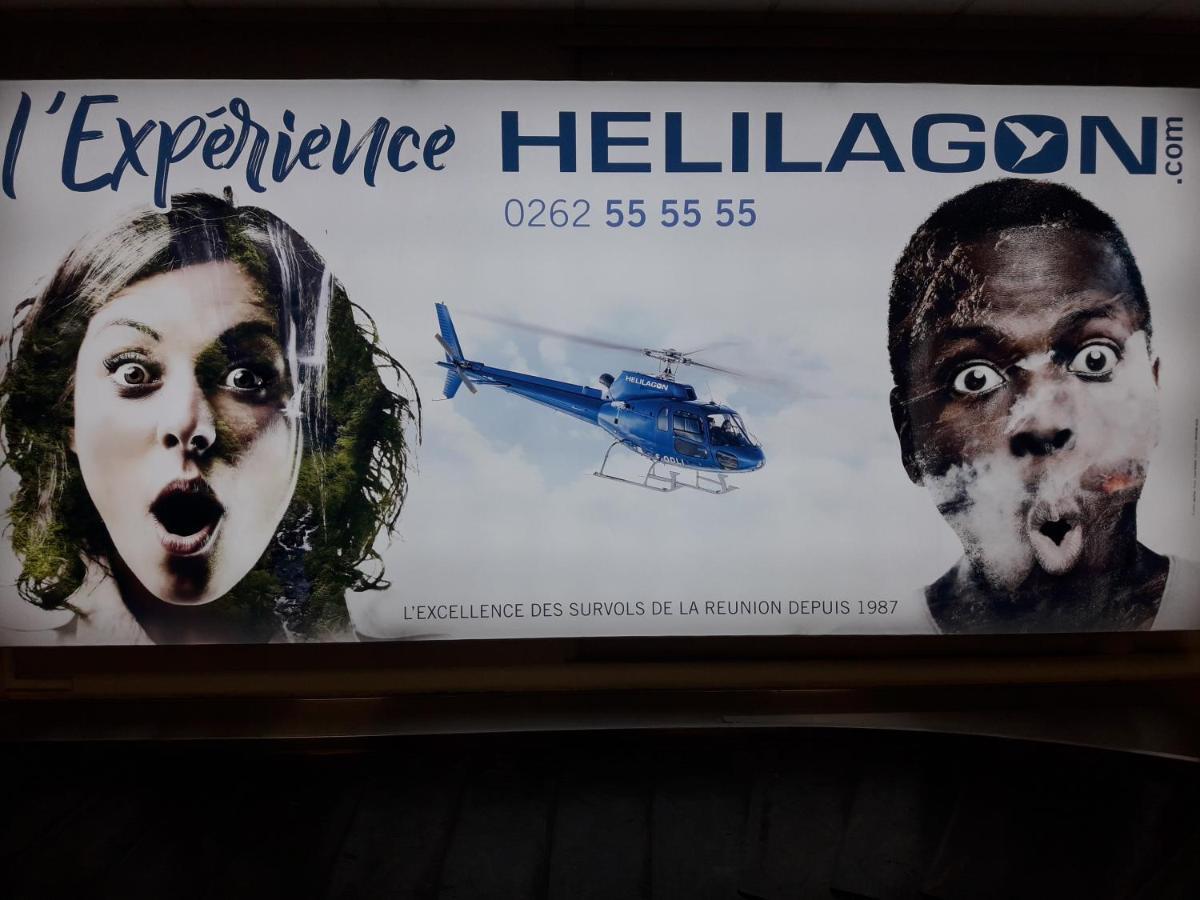 l'Expérience HELILAGON.com
0262 55 55 55
HELILAGON
L'EXCELLENCE DES SURVOLS DE LA REUNION DEPUIS 1987